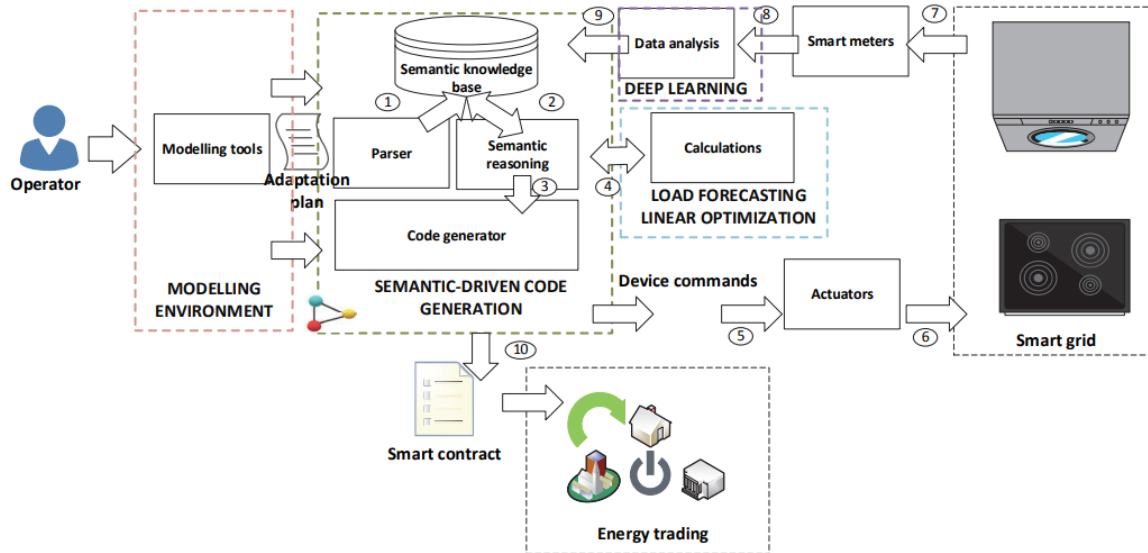 9
8
7
Data analysis
Smart meters
Semantic knowledge
base
DEEP LEARNING
1
2
Operator
Modelling tools
Adaptation
plan
Parser
Semantic
reasoning
3
4
Calculations
LOAD FORECASTING
LINEAR OPTIMIZATION
Code generator
MODELLING
ENVIRONMENT
SEMANTIC-DRIVEN CODE
GENERATION
Device commands
5
Actuators
6
Smart grid
10
Smart contract
Energy trading